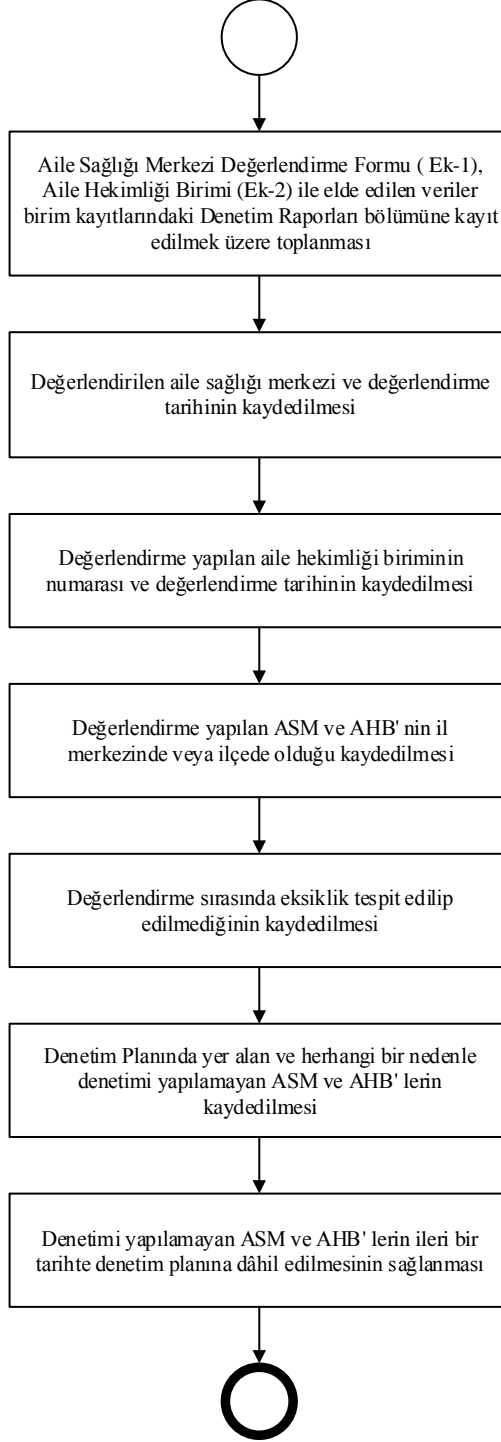 Aile Sağlığı Merkezi Değerlendirme Formu ( Ek-1),
Aile Hekimliği Birimi (Ek-2) ile elde edilen veriler
birim kayıtlarındaki Denetim Raporları bölümüne kayıt
edilmek üzere toplanması
Değerlendirilen aile sağlığı merkezi ve değerlendirme
tarihinin kaydedilmesi
Değerlendirme yapılan aile hekimliği biriminin
numarası ve değerlendirme tarihinin kaydedilmesi
Değerlendirme yapılan ASM ve AHB' nin il
merkezinde veya ilçede olduğu kaydedilmesi
Değerlendirme sırasında eksiklik tespit edilip
edilmediğinin kaydedilmesi
Denetim Planında yer alan ve herhangi bir nedenle
denetimi yapılamayan ASM ve AHB' lerin
kaydedilmesi
Denetimi yapılamayan ASM ve AHB' lerin ileri bir
tarihte denetim planına dâhil edilmesinin sağlanması